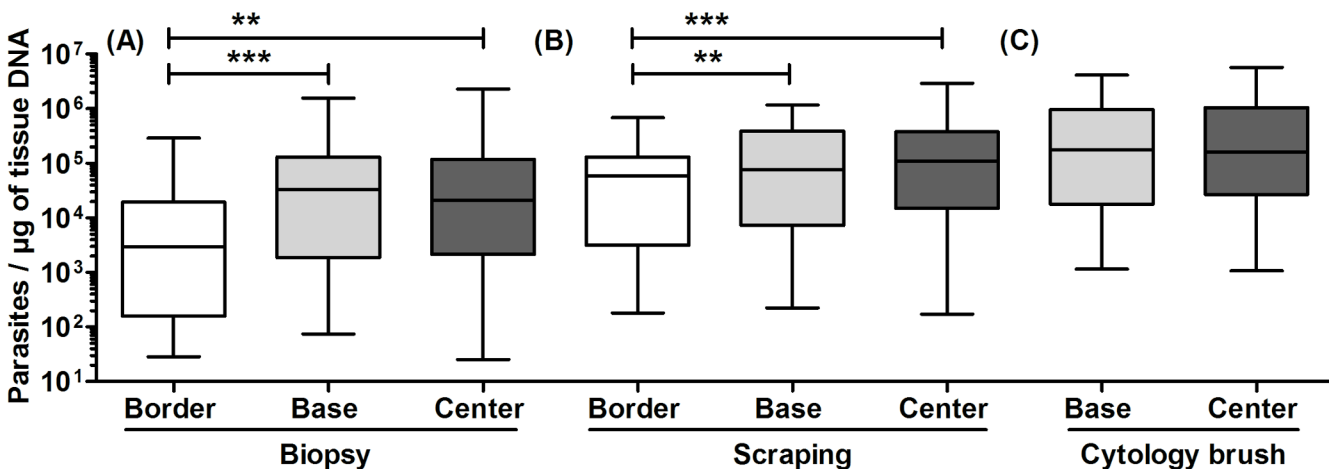 Parasites / µg of tissue DNA
10⁷
10⁶
10⁵
10⁴
10³
10²
10¹
(A)
**
***
(B)
***
**
(C)
Border Base Center
Biopsy
Border Base Center
Scraping
Base Center
Cytology brush